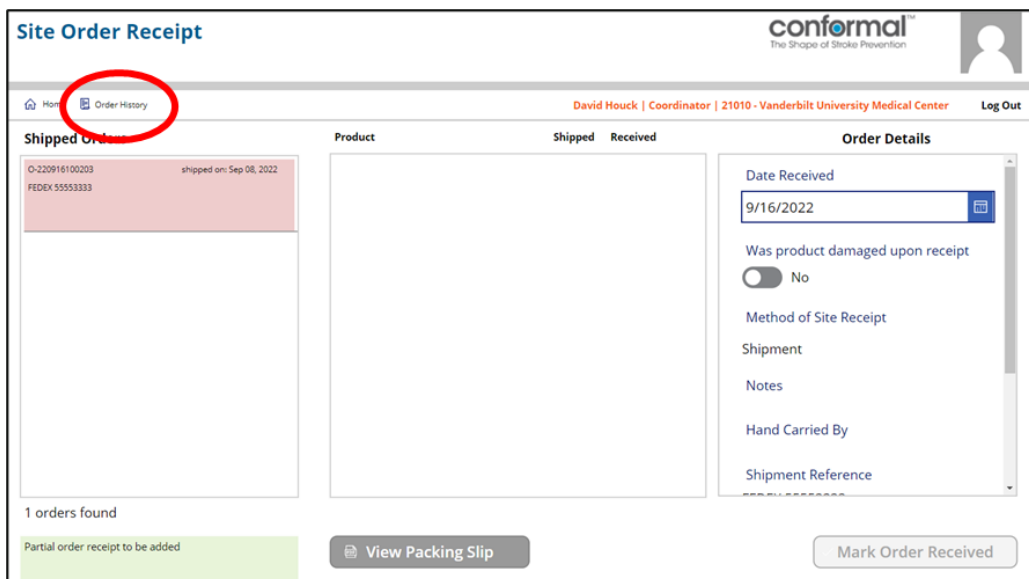 Site Order Receipt
conformal™
The Shape of Stroke Prevention
Order History
David Houck | Coordinator | 21010 - Vanderbilt University Medical Center
Log Out
Shipped
Product
Shipped Received
Order Details
O-220916100203
shipped on: Sep 08, 2022
FEDEX 55553333
Date Received
9/16/2022
Was product damaged upon receipt
No
Method of Site Receipt
Shipment
Notes
Hand Carried By
Shipment Reference
1 orders found
Partial order receipt to be added
View Packing Slip
Mark Order Received